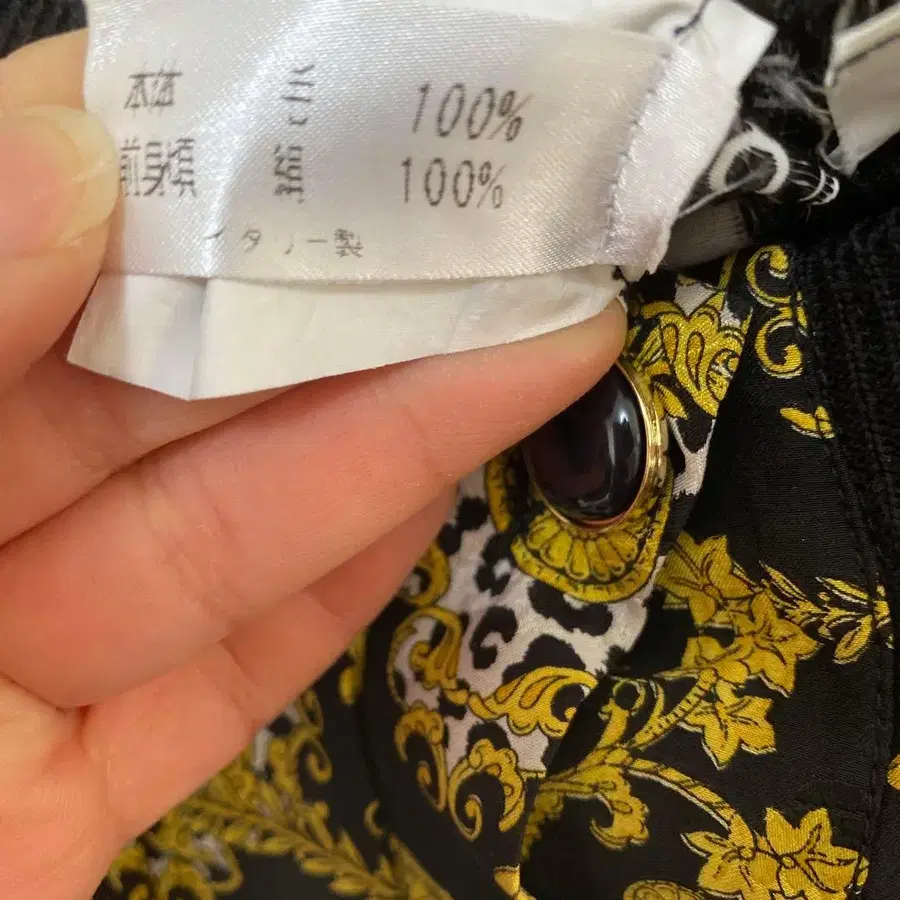 本体 毛 100%
前身頃 絹 100%
イタリー製